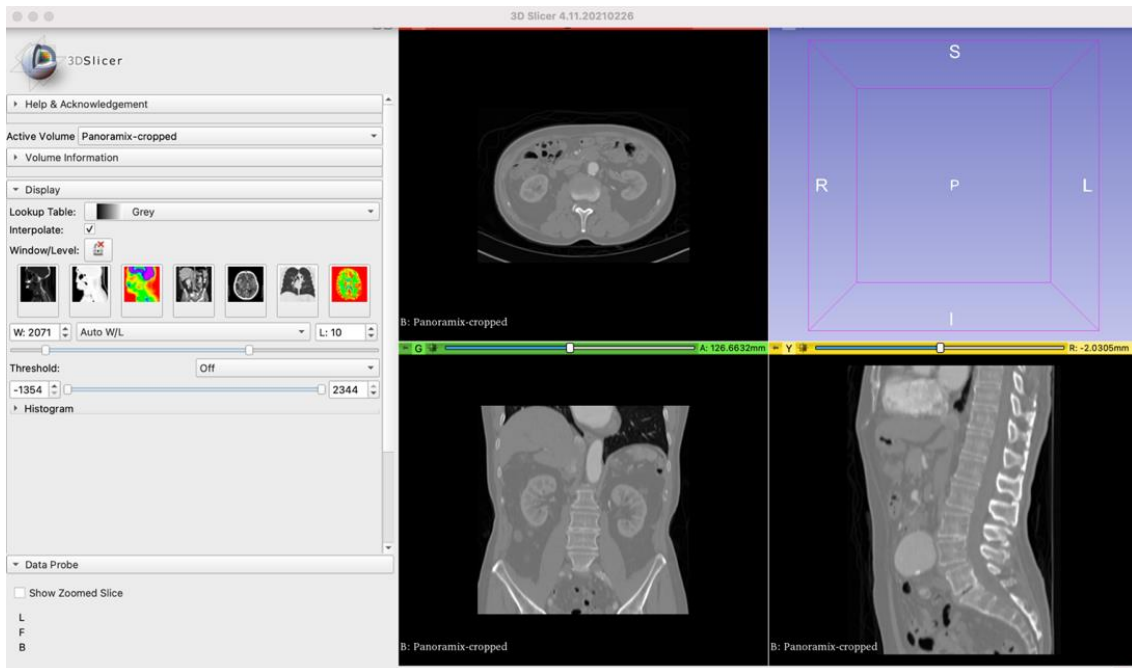 3D Slicer 4.11.20210226
3DSlicer
Help & Acknowledgement
Active Volume Panoramix-cropped
Volume Information
Display
Lookup Table: Grey
Interpolate:
Window/Level:
W: 2071 Auto W/L L: 10
Threshold: Off
-1354 2344
Histogram
Data Probe
Show Zoomed Slice
L
F
B
B: Panoramix-cropped
S
R P L
I
G A: 126.6632mm
Y R: -2.0305mm
B: Panoramix-cropped
B: Panoramix-cropped